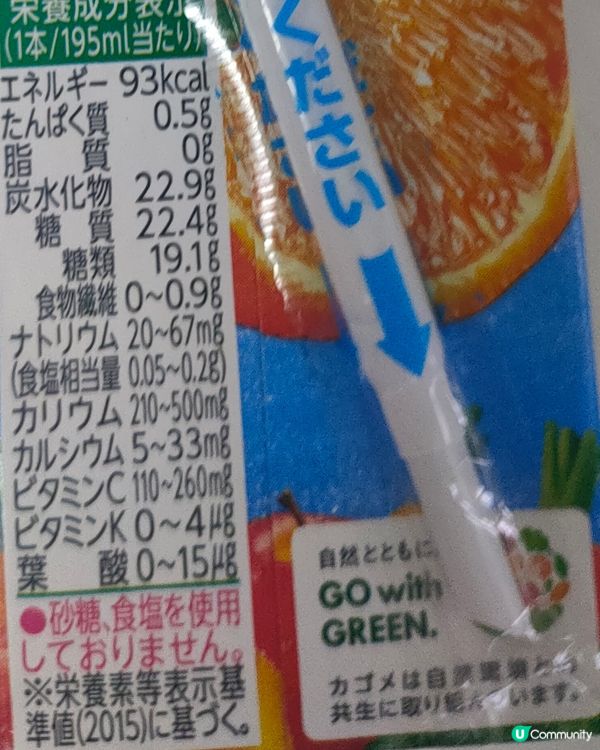 栄養成分表示
(1本/195ml当たり)
エネルギー 93kcal
たんぱく質 0.5g
脂質 0g
炭水化物 22.9g
糖質 22.4g
糖類 19.1g
食物繊維 0~0.9g
ナトリウム 20~67mg
(食塩相当量 0.05~0.2g)
カリウム 210~500mg
カルシウム 5~33mg
ビタミンC 110~260mg
ビタミンK 0~4μg
葉酸 0~15μg
●砂糖、食塩を使用
しておりません。
※栄養素等表示基
準値(2015)に基づく。
ください
自然とともに
GO with
GREEN.
カゴメは自然環境との
共生に取り組んでいます。
U Community